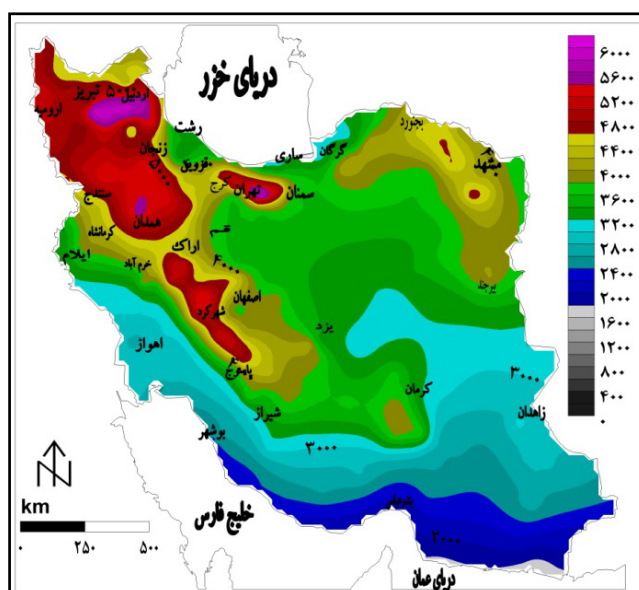 دریای خزر
ارومیه
تبریز
۵۰
اردبیل
رشت
زنجان
قزوین
ساری
گرگان
بجنورد
مشهد
سنندج
همدان
کرج
تهران
سمنان
کرمانشاه
اراک
قم
ایلام
خرم آباد
۴۰۰۰
اصفهان
شهرکرد
یزد
بیرجند
اهواز
یاسوج
شیراز
کرمان
۳۰۰۰
زاهدان
بوشهر
۳۰۰۰
خلیج فارس
۲۰۰۰
دریای عمان
km
۰ ۲۵۰ ۵۰۰
۶۰۰۰
۵۶۰۰
۵۲۰۰
۴۸۰۰
۴۴۰۰
۴۰۰۰
۳۶۰۰
۳۲۰۰
۲۸۰۰
۲۴۰۰
۲۰۰۰
۱۶۰۰
۱۲۰۰
۸۰۰
۴۰۰
۰